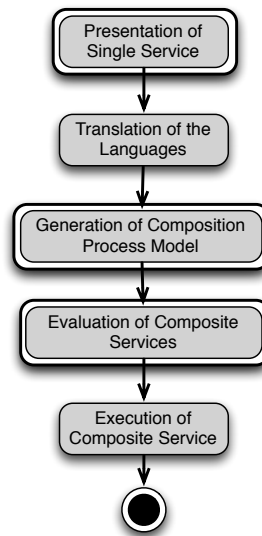 Presentation of
Single Service
Translation of the
Languages
Generation of Composition
Process Model
Evaluation of Composite
Services
Execution of
Composite Service